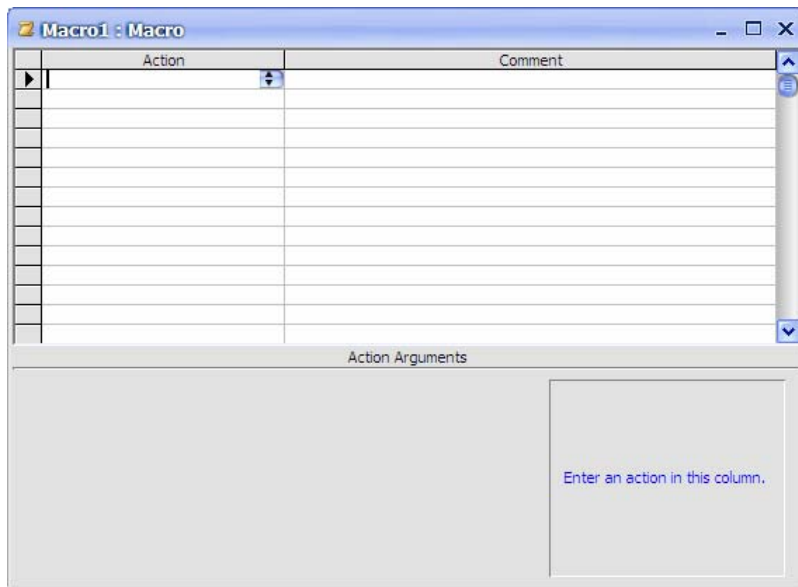 Macro1 : Macro
Action Comment
Action Arguments
Enter an action in this column.